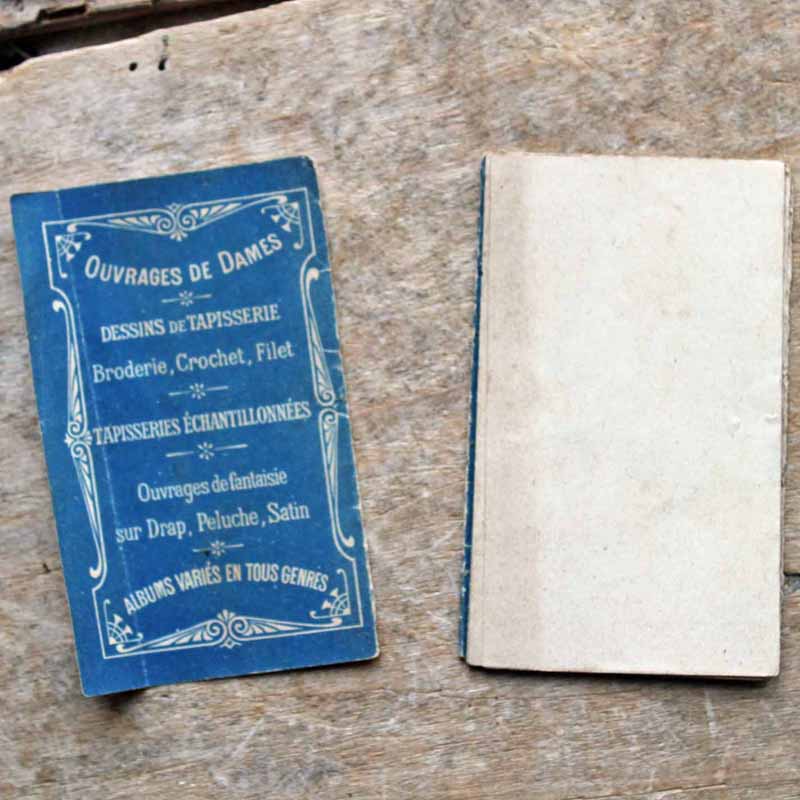 OUVRAGES DE DAMES
DESSINS DE TAPISSERIE
Broderie, Crochet, Filet
TAPISSERIES ÉCHANTILLONNÉES
Ouvrages de fantaisie
sur Drap, Peluche, Satin
ALBUMS VARIÉS EN TOUS GENRES